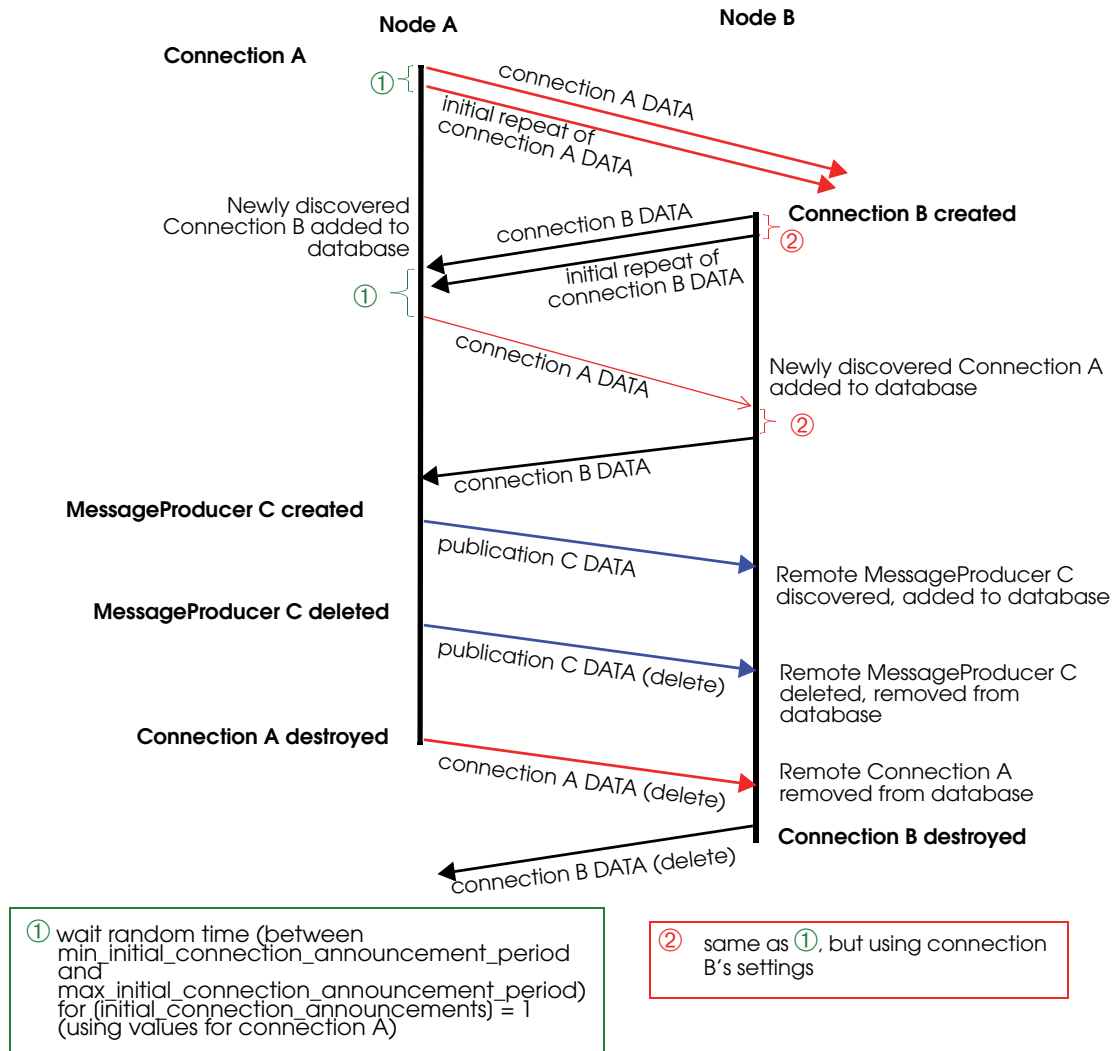 Node A
Node B
Connection A
①
connection A DATA
initial repeat of
connection A DATA
Newly discovered
Connection B added to
database
connection B DATA
Connection B created
②
initial repeat of
connection B DATA
①
connection A DATA
Newly discovered Connection A
added to database
②
connection B DATA
MessageProducer C created
publication C DATA
Remote MessageProducer C
discovered, added to database
MessageProducer C deleted
publication C DATA (delete)
Remote MessageProducer C
deleted, removed from
database
Connection A destroyed
connection A DATA (delete)
Remote Connection A
removed from database
Connection B destroyed
connection B DATA (delete)
① wait random time (between
min_initial_connection_announcement_period
and
max_initial_connection_announcement_period)
for [initial_connection_announcements] = 1
(using values for connection A)
② same as ①, but using connection
B's settings